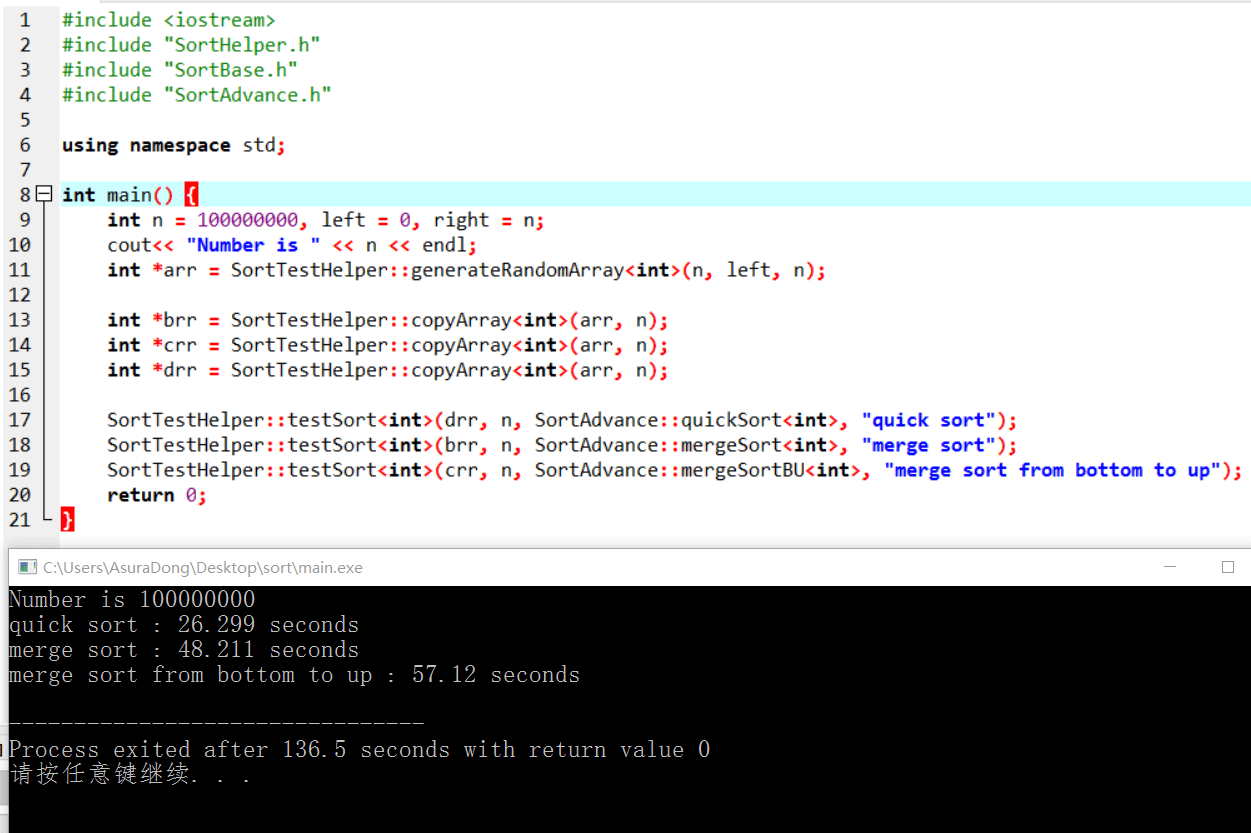 1 #include <iostream>
2 #include "SortHelper.h"
3 #include "SortBase.h"
4 #include "SortAdvance.h"
5
6 using namespace std;
7
8 int main() {
9 int n = 100000000, left = 0, right = n;
10 cout<< "Number is " << n << endl;
11 int *arr = SortTestHelper::generateRandomArray<int>(n, left, n);
12
13 int *brr = SortTestHelper::copyArray<int>(arr, n);
14 int *crr = SortTestHelper::copyArray<int>(arr, n);
15 int *drr = SortTestHelper::copyArray<int>(arr, n);
16
17 SortTestHelper::testSort<int>(drr, n, SortAdvance::quickSort<int>, "quick sort");
18 SortTestHelper::testSort<int>(brr, n, SortAdvance::mergeSort<int>, "merge sort");
19 SortTestHelper::testSort<int>(crr, n, SortAdvance::mergeSortBU<int>, "merge sort from bottom to up");
20 return 0;
21 }
C:\Users\AsuraDong\Desktop\sort\main.exe
Number is 100000000
quick sort : 26.299 seconds
merge sort : 48.211 seconds
merge sort from bottom to up : 57.12 seconds
--------------------------------
Process exited after 136.5 seconds with return value 0
请按任意键继续. . .